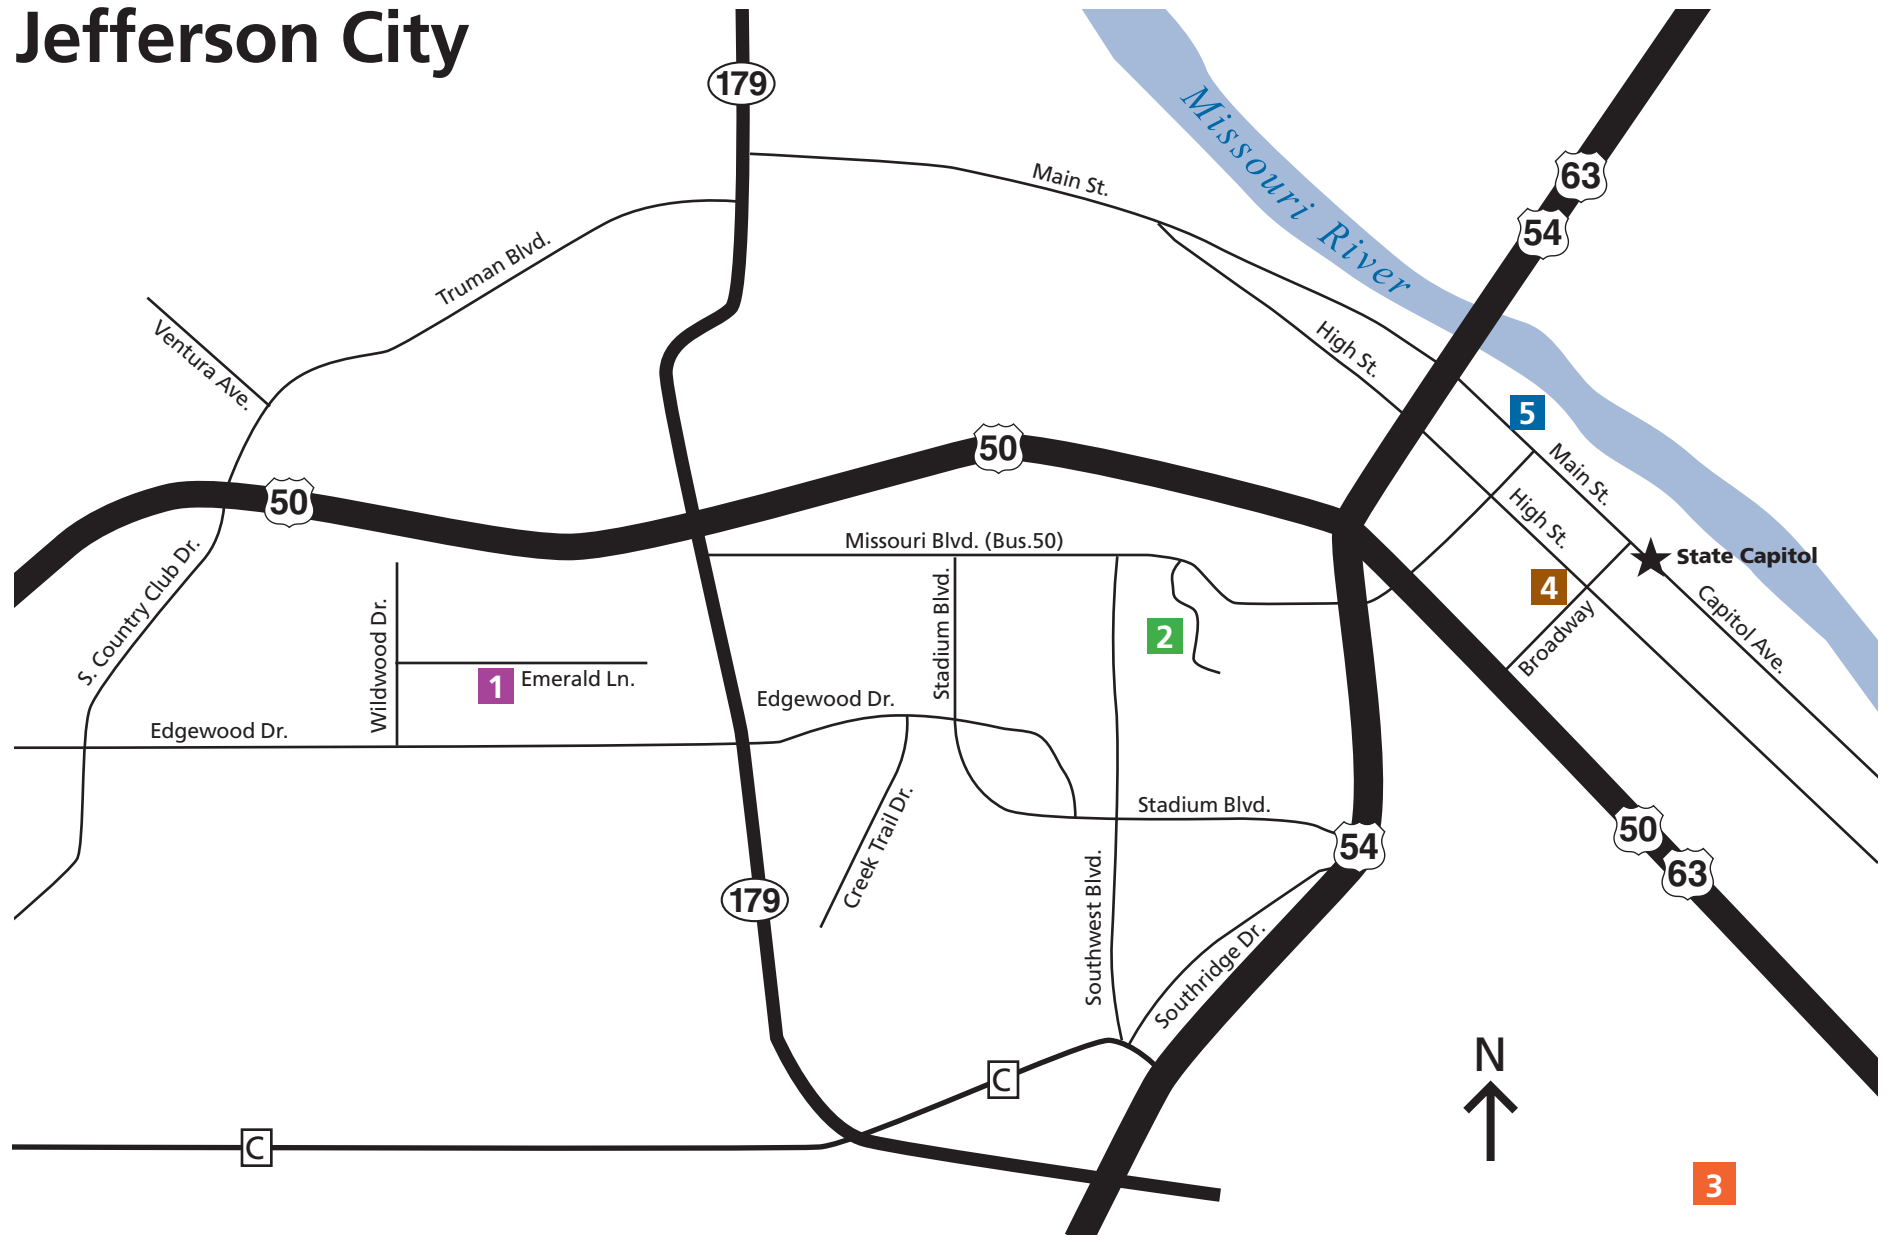 Jefferson City
179
Missouri River
63
54
Main St.
Truman Blvd.
Ventura Ave.
High St.
5
50
50
Main St.
High St.
State Capitol
Missouri Blvd. (Bus.50)
S. Country Club Dr.
Wildwood Dr.
Stadium Blvd.
4
Broadway
Capitol Ave.
2
1
Emerald Ln.
Edgewood Dr.
Edgewood Dr.
Stadium Blvd.
Creek Trail Dr.
54
50
63
179
Southwest Blvd.
Southridge Dr.
N
C
C
3